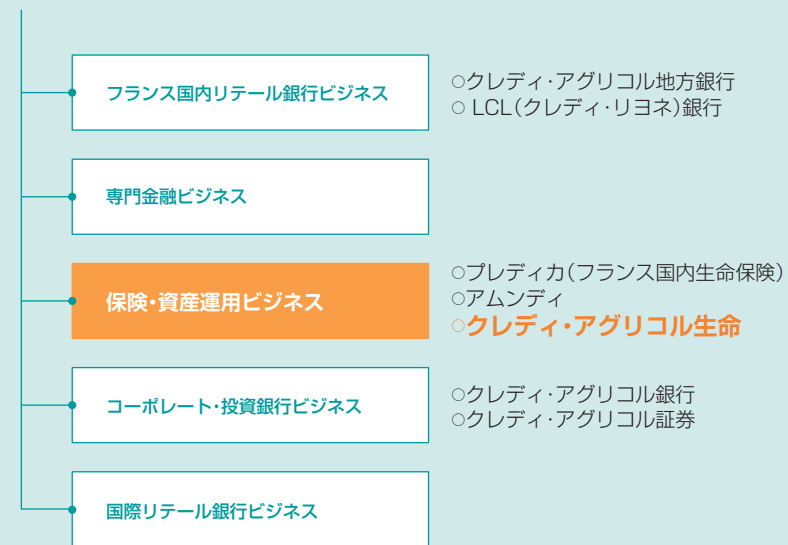 フランス国内リテール銀行ビジネス
○クレディ・アグリコル地方銀行
○ LCL(クレディ・リヨネ)銀行
専門金融ビジネス
保険・資産運用ビジネス
○プレディカ(フランス国内生命保険)
○アムンディ
○クレディ・アグリコル生命
コーポレート・投資銀行ビジネス
○クレディ・アグリコル銀行
○クレディ・アグリコル証券
国際リテール銀行ビジネス